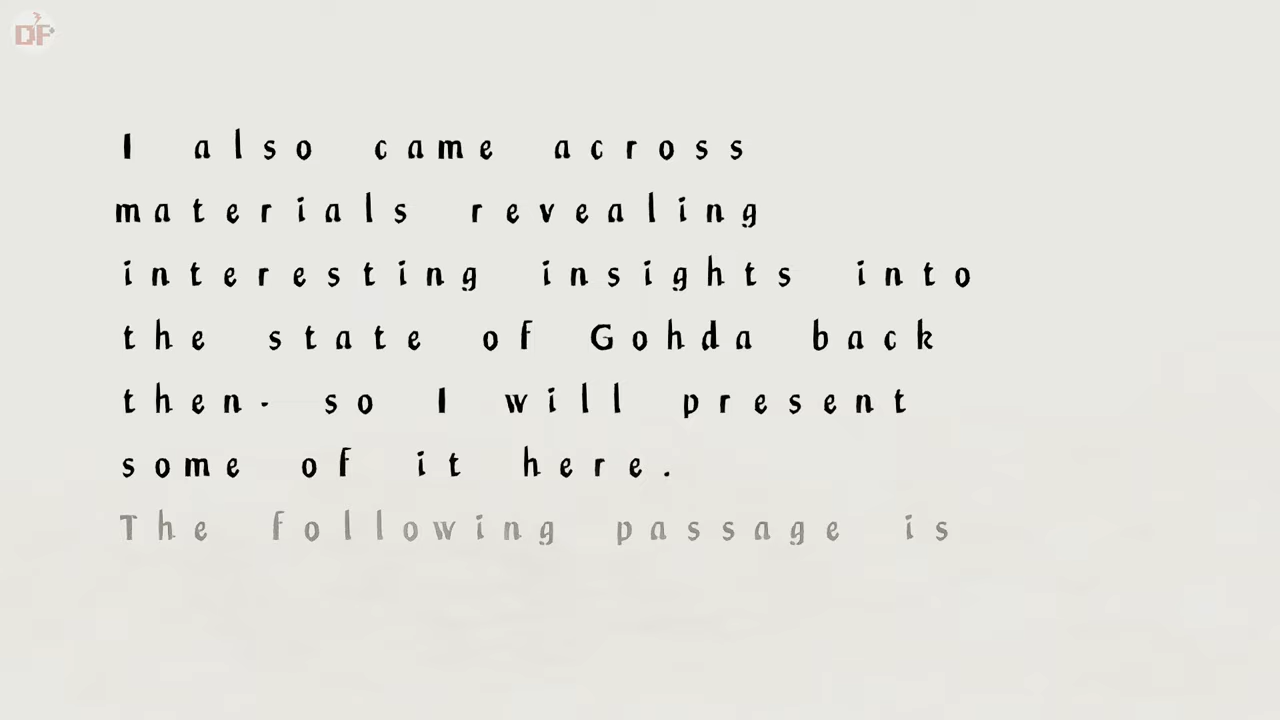 DF
I also came across
materials revealing
interesting insights into
the state of Gohda back
then- so I will present
some of it here.
The following passage is